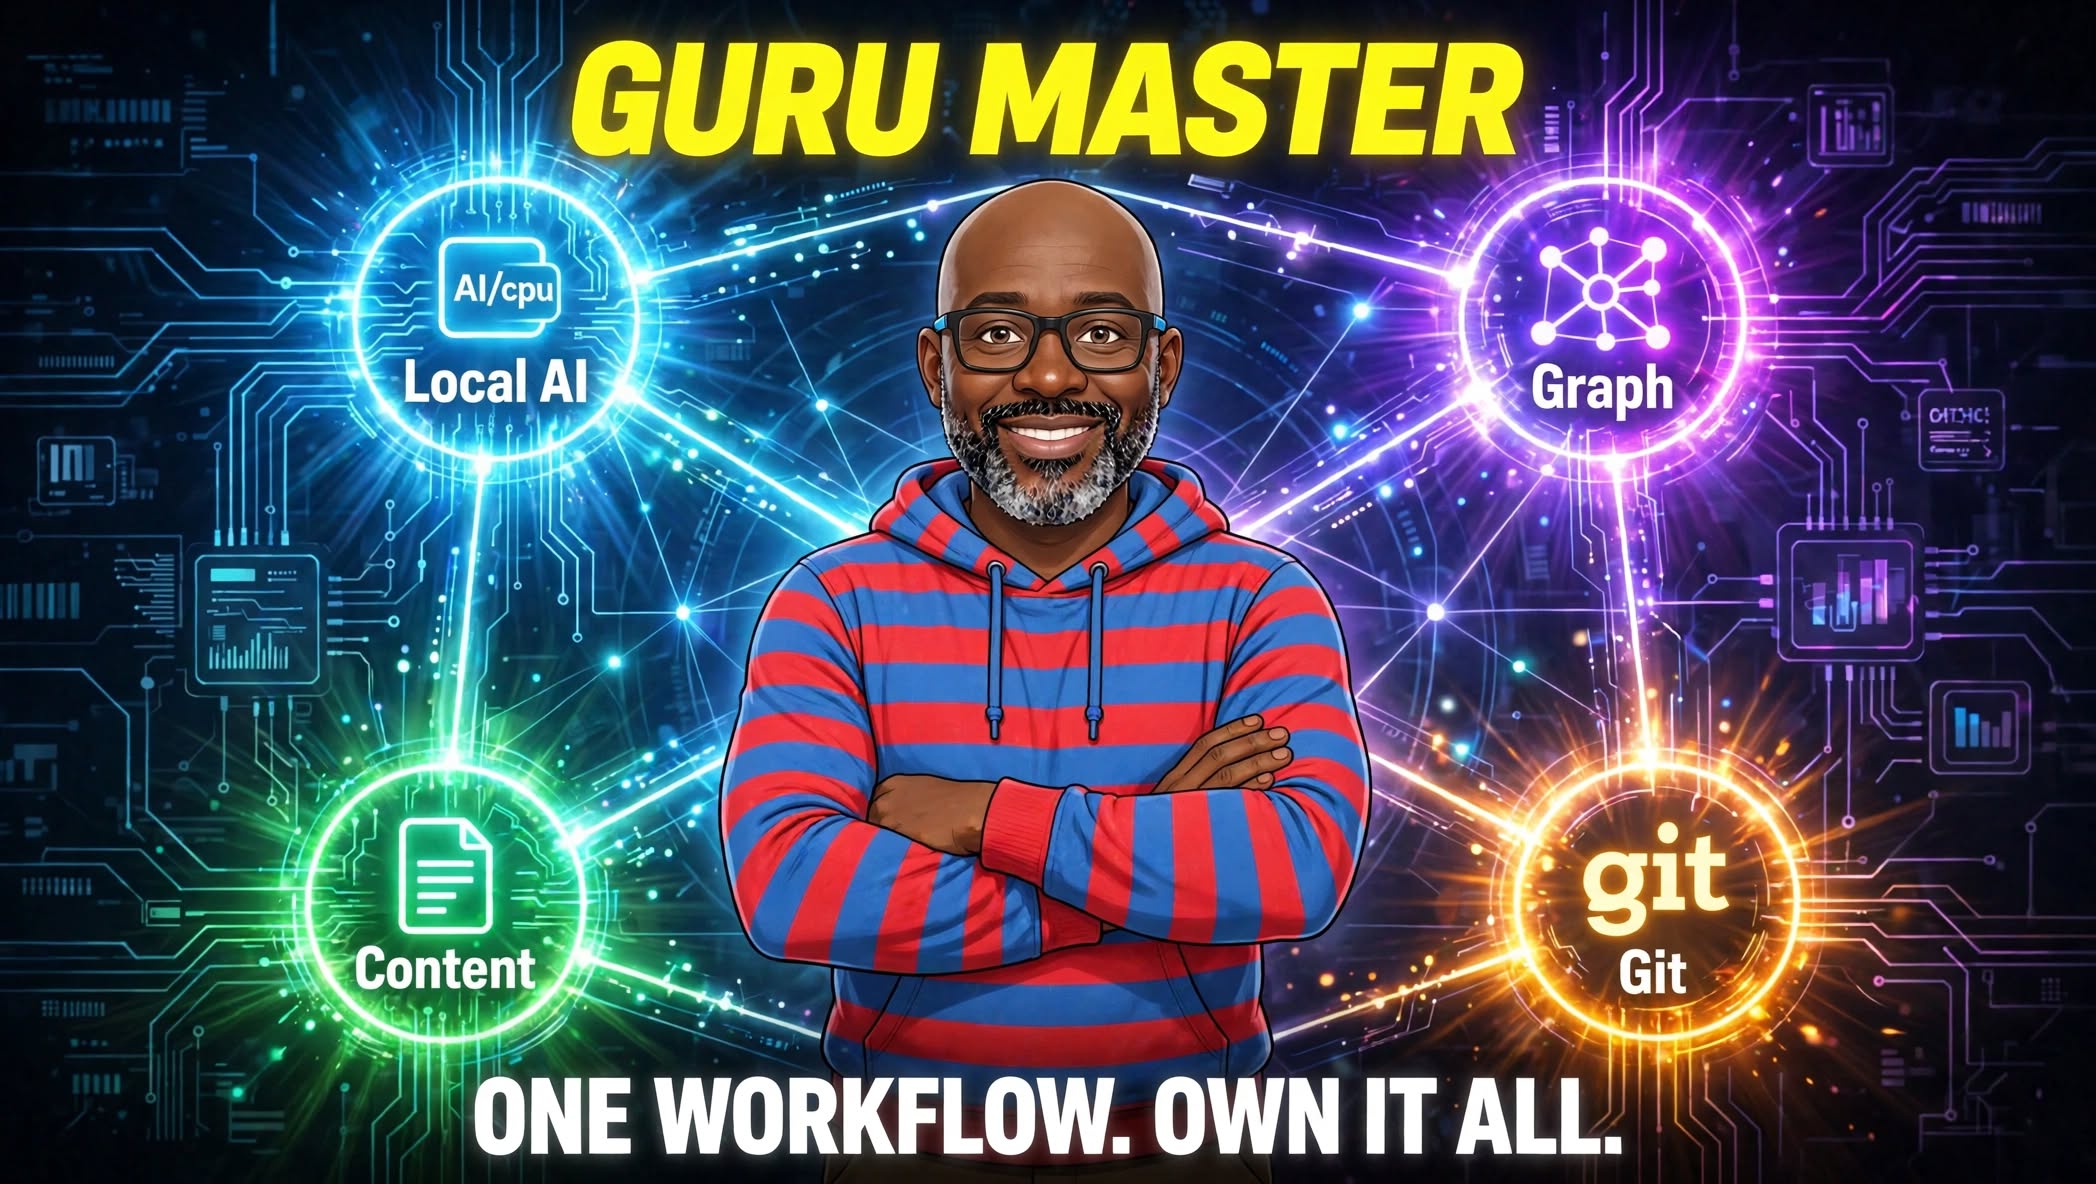 GURU MASTER
AI/cpu
Local AI
Graph
Content
git
Git
ONE WORKFLOW. OWN IT ALL.